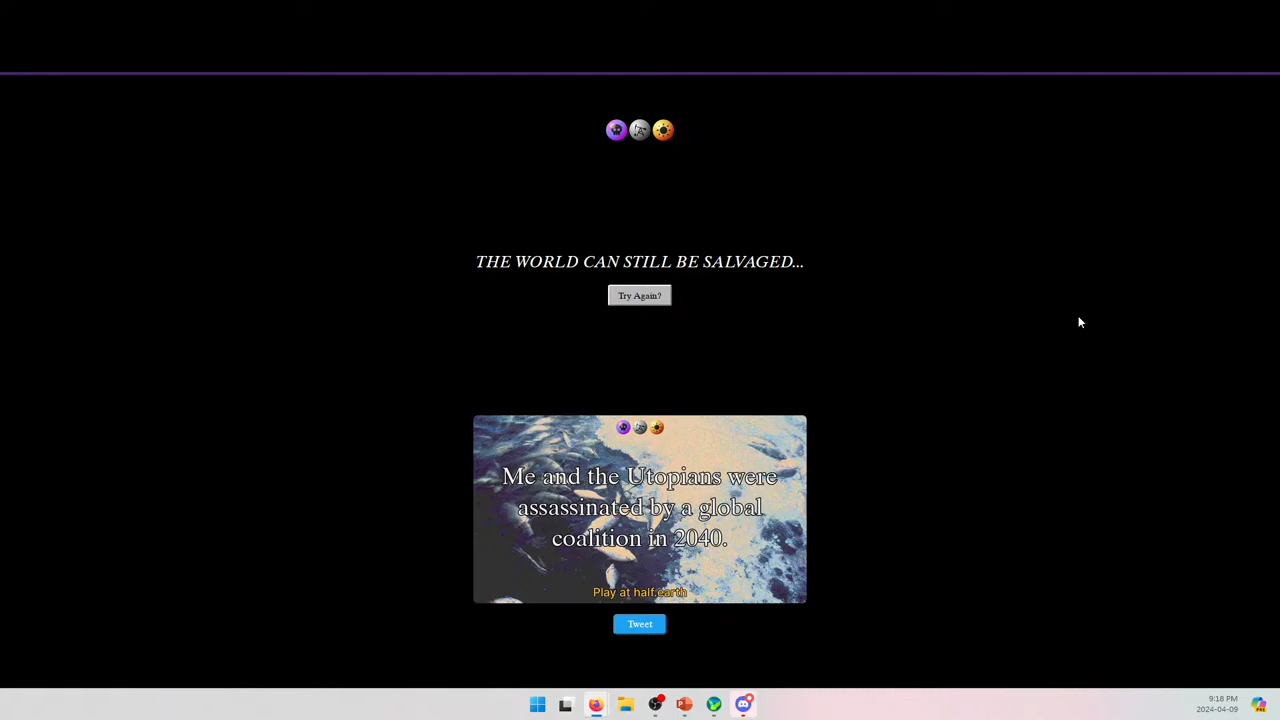 THE WORLD CAN STILL BE SALVAGED...
Try Again?
Me and the Utopians were
assassinated by a global
coalition in 2040.
Play at half.earth
Tweet
9:18 PM
2024-04-09